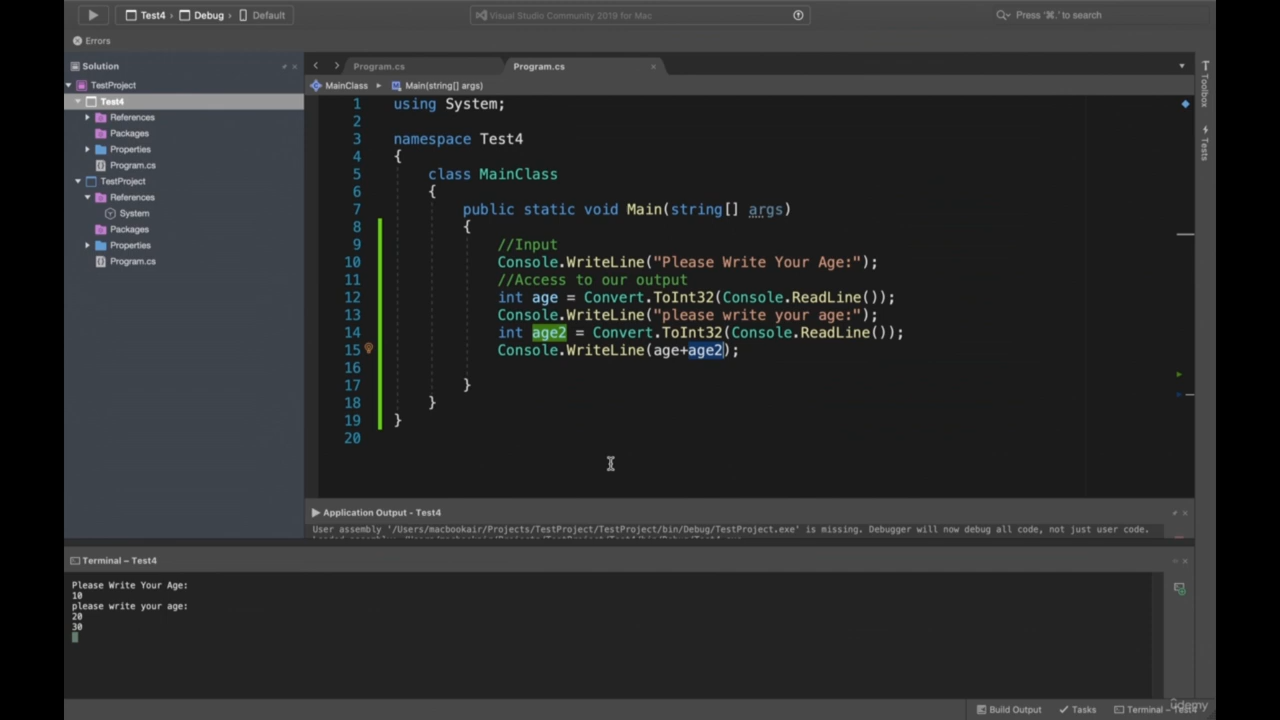 Test4 › Debug › Default
Visual Studio Community 2019 for Mac
Press '⌘.' to search
Errors
Solution
TestProject
Test4
References
Packages
Properties
Program.cs
TestProject
References
System
Packages
Properties
Program.cs
Program.cs
Program.cs
MainClass ▸ Main(string[] args)
1 using System;
2
3 namespace Test4
4 {
5 class MainClass
6 {
7 public static void Main(string[] args)
8 {
9 //Input
10 Console.WriteLine("Please Write Your Age:");
11 //Access to our output
12 int age = Convert.ToInt32(Console.ReadLine());
13 Console.WriteLine("please write your age:");
14 int age2 = Convert.ToInt32(Console.ReadLine());
15 Console.WriteLine(age+age2);
16
17 }
18 }
19 }
20
Toolbox
Tests
Application Output – Test4
User assembly '/Users/macbookair/Projects/TestProject/TestProject/bin/Debug/TestProject.exe' is missing. Debugger will now debug all code, not just user code.
Terminal – Test4
Please Write Your Age:
10
please write your age:
20
30
Build Output
Tasks
Terminal – Test4
udemy